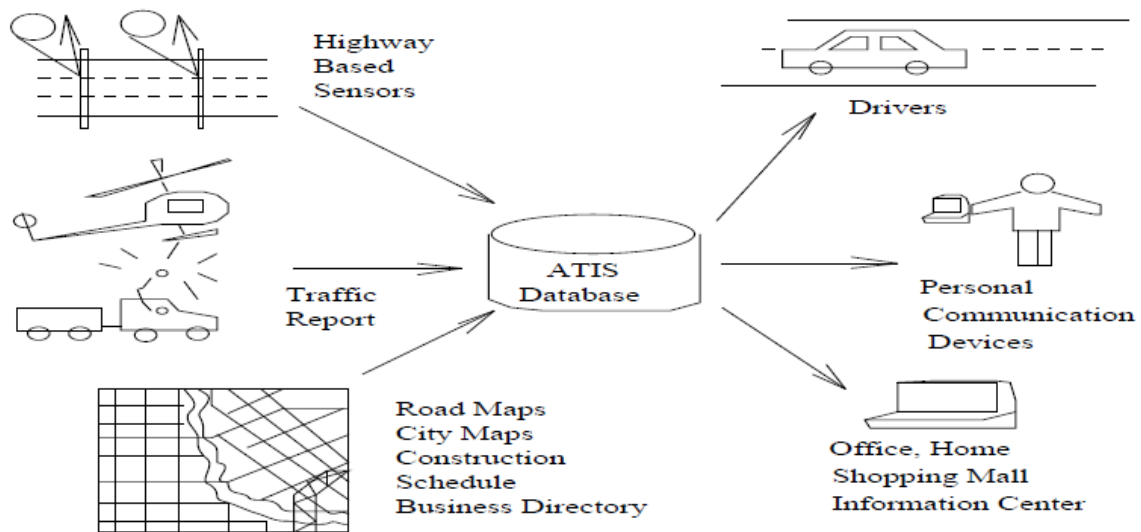 Highway
Based
Sensors
Drivers
Traffic
Report
ATIS
Database
Personal
Communication
Devices
Road Maps
City Maps
Construction
Schedule
Business Directory
Office, Home
Shopping Mall
Information Center